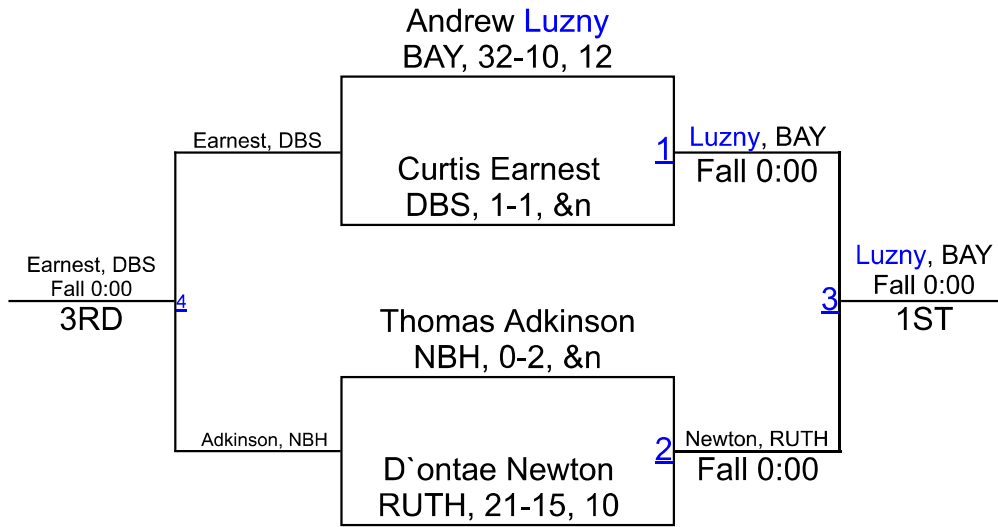 Andrew Luzny
BAY, 32-10, 12
Earnest, DBS
Curtis Earnest
DBS, 1-1, &n
1
Luzny, BAY
Fall 0:00
Earnest, DBS
Fall 0:00
3RD
4
Thomas Adkinson
NBH, 0-2, &n
3
Luzny, BAY
Fall 0:00
1ST
Adkinson, NBH
D`ontae Newton
RUTH, 21-15, 10
2
Newton, RUTH
Fall 0:00